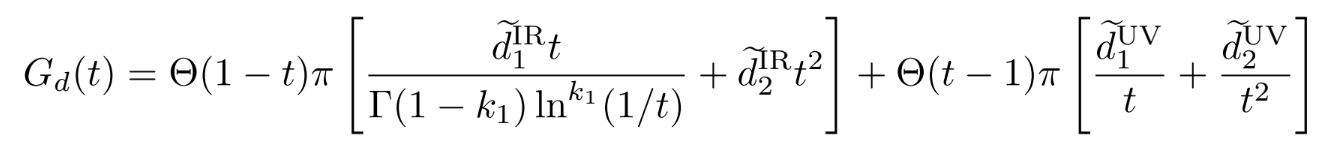 $G_d(t) = \Theta(1-t)\pi \left[ \frac{\widetilde{d}_1^{\mathrm{IR}} t}{\Gamma(1-k_1) \ln^{k_1}(1/t)} + \widetilde{d}_2^{\mathrm{IR}} t^2 \right] + \Theta(t-1)\pi \left[ \frac{\widetilde{d}_1^{\mathrm{UV}}}{t} + \frac{\widetilde{d}_2^{\mathrm{UV}}}{t^2} \right]$